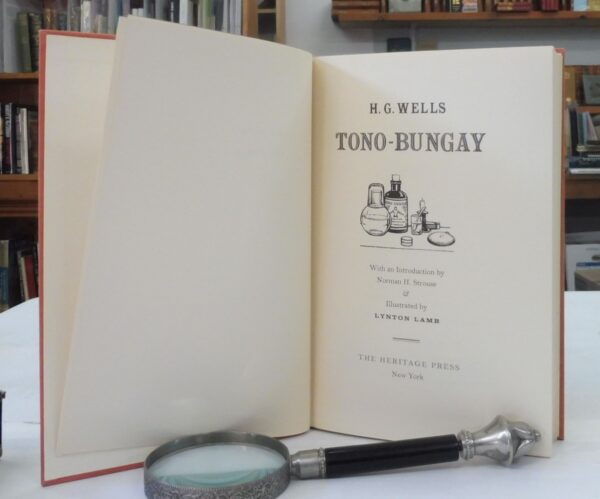 H. G. WELLS
TONO-BUNGAY
With an Introduction by
Norman H. Strouse
&
Illustrated by
LYNTON LAMB
THE HERITAGE PRESS
New York